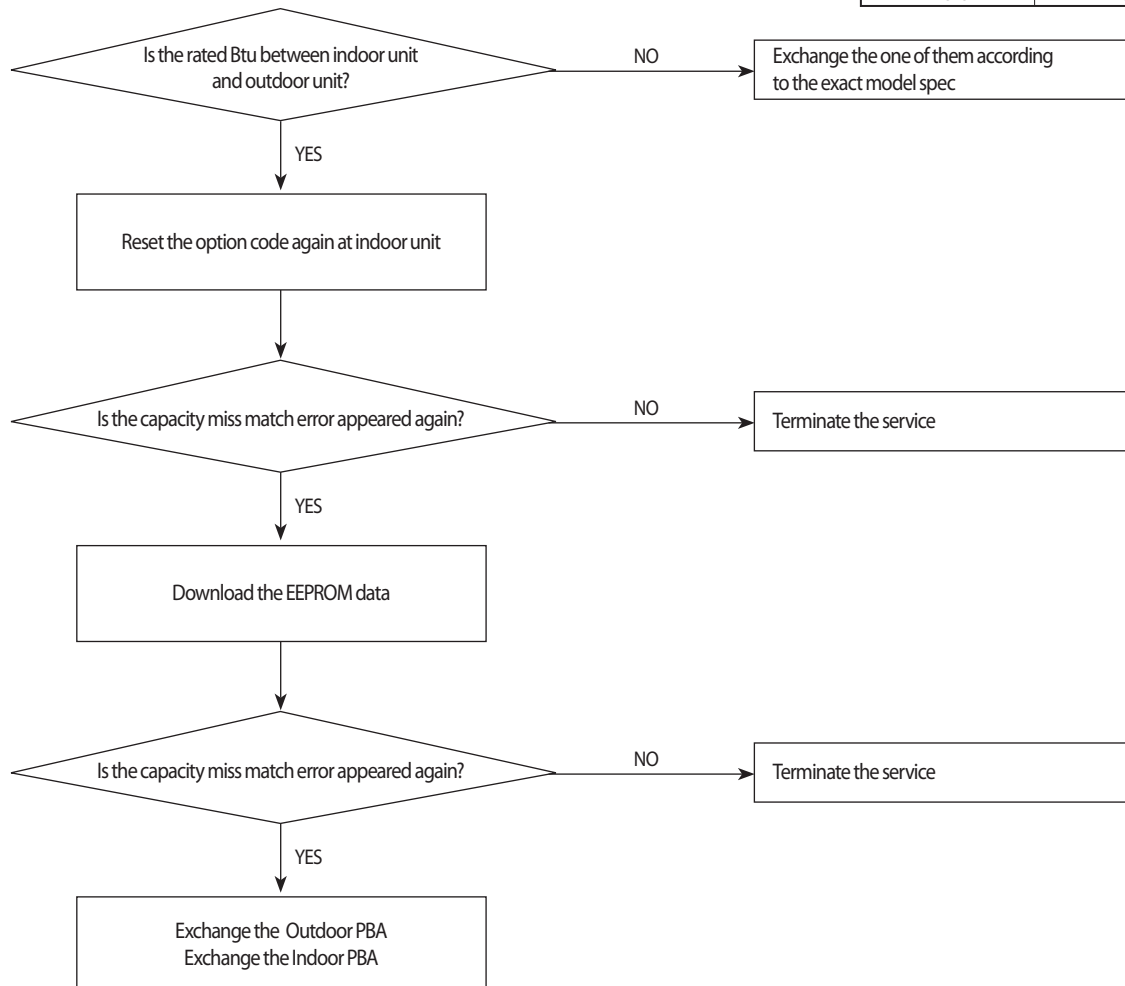 Is the rated Btu between indoor unit
and outdoor unit?
NO
Exchange the one of them according
to the exact model spec
YES
Reset the option code again at indoor unit
Is the capacity miss match error appeared again?
NO
Terminate the service
YES
Download the EEPROM data
Is the capacity miss match error appeared again?
NO
Terminate the service
YES
Exchange the Outdoor PBA
Exchange the Indoor PBA